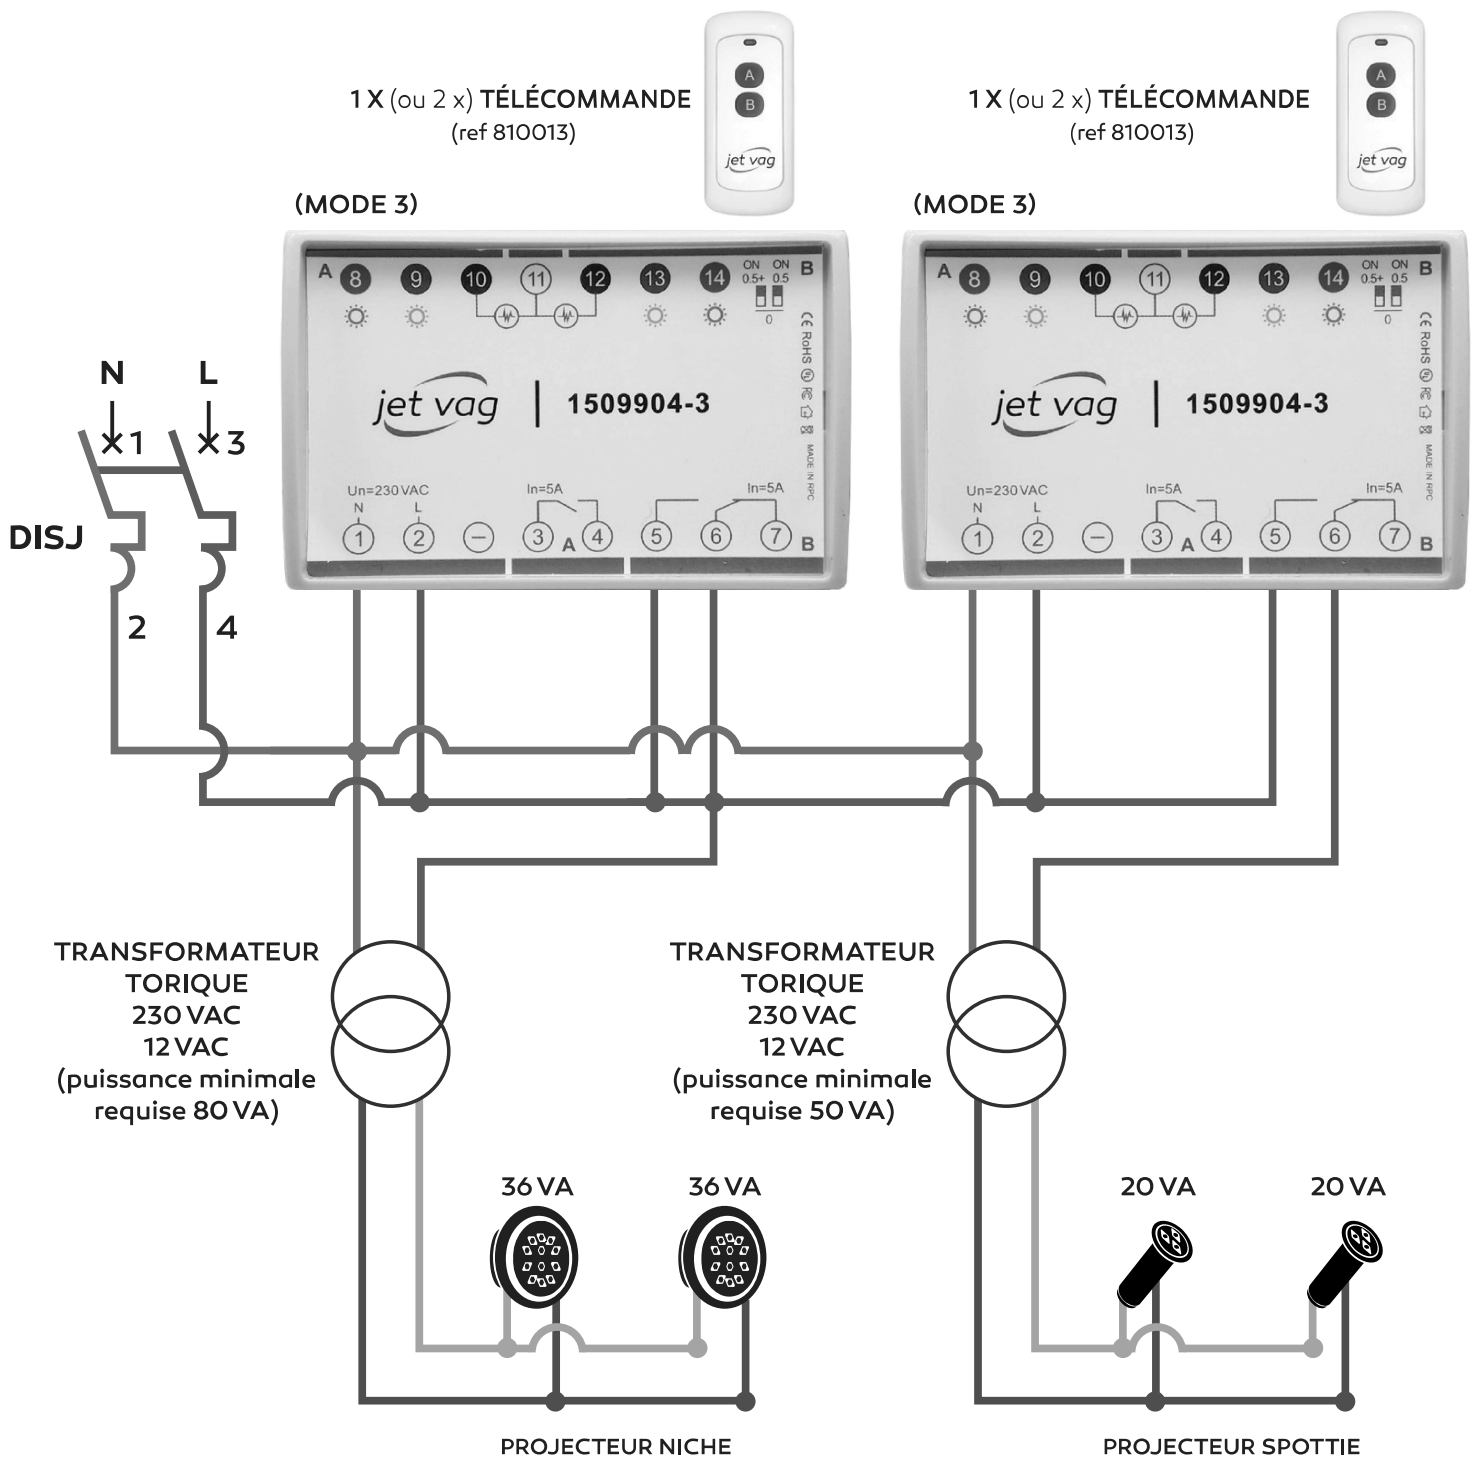 1 X (ou 2 x) TÉLÉCOMMANDE
(ref 810013)
A
B
jet vag
1 X (ou 2 x) TÉLÉCOMMANDE
(ref 810013)
A
B
jet vag
(MODE 3)
(MODE 3)
A 8 9 10 11 12 13 14 ON ON B
0.5+ 0.5
0
CE RoHS
MADE IN RPC
jet vag | 1509904-3
Un=230 VAC In=5A In=5A
N L
1 2 3 A 4 5 6 7 B
A 8 9 10 11 12 13 14 ON ON B
0.5+ 0.5
0
CE RoHS
MADE IN RPC
jet vag | 1509904-3
Un=230 VAC In=5A In=5A
N L
1 2 3 A 4 5 6 7 B
N L
1 3
DISJ
2 4
TRANSFORMATEUR
TORIQUE
230 VAC
12 VAC
(puissance minimale
requise 80 VA)
TRANSFORMATEUR
TORIQUE
230 VAC
12 VAC
(puissance minimale
requise 50 VA)
36 VA 36 VA
20 VA 20 VA
PROJECTEUR NICHE
PROJECTEUR SPOTTIE